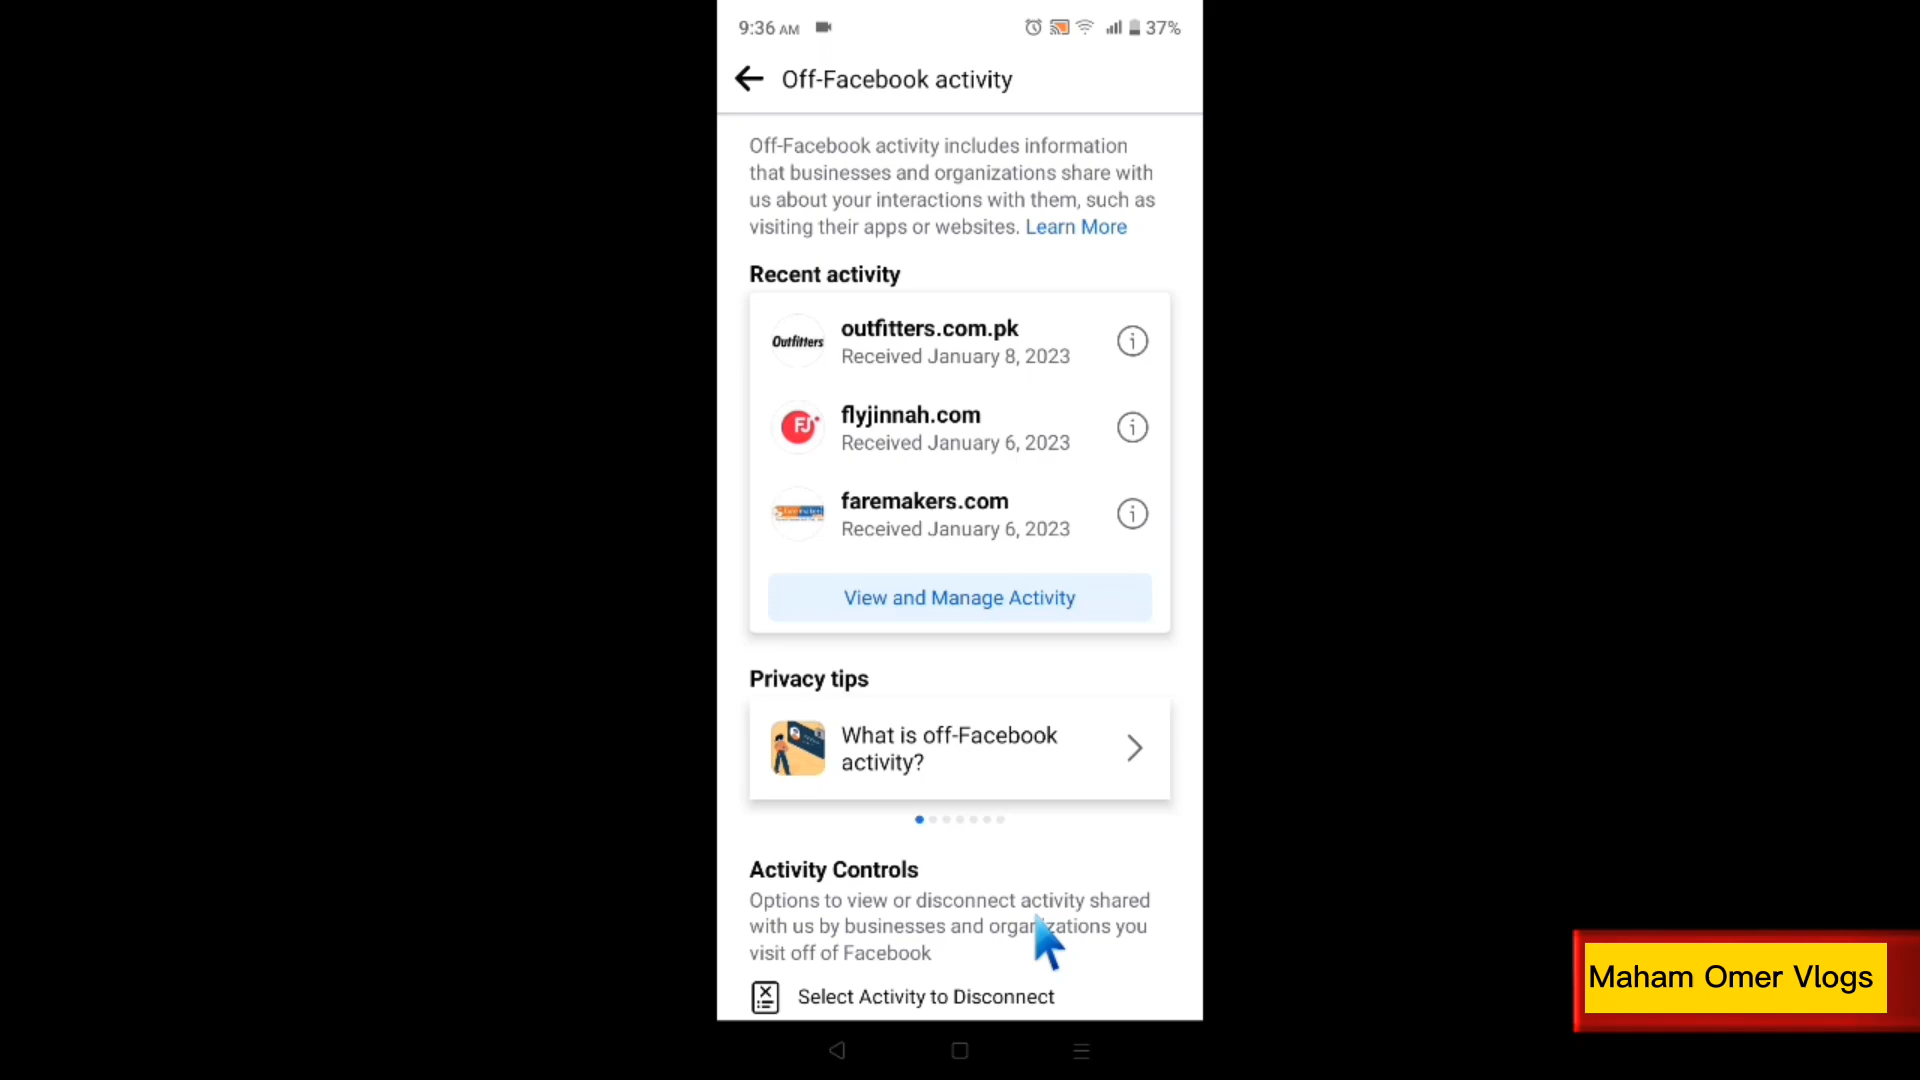 9:36 AM
37%
Off-Facebook activity
Off-Facebook activity includes information
that businesses and organizations share with
us about your interactions with them, such as
visiting their apps or websites. Learn More
Recent activity
Outfitters
outfitters.com.pk
Received January 8, 2023
FJ
flyjinnah.com
Received January 6, 2023
faremakers.com
Received January 6, 2023
View and Manage Activity
Privacy tips
What is off-Facebook
activity?
Activity Controls
Options to view or disconnect activity shared
with us by businesses and organizations you
visit off of Facebook
Select Activity to Disconnect
Maham Omer Vlogs